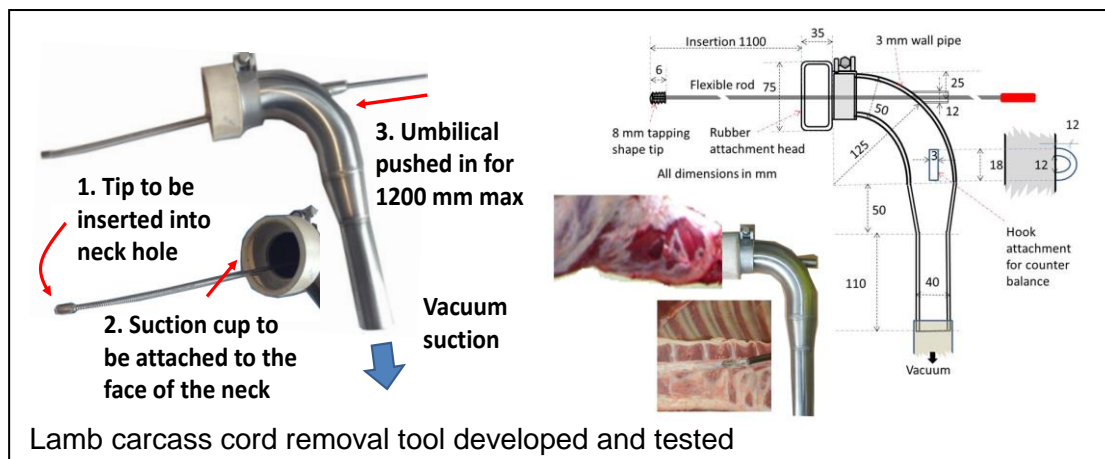 1. Tip to be
inserted into
neck hole
2. Suction cup to
be attached to the
face of the neck
3. Umbilical
pushed in for
1200 mm max
Vacuum
suction
Insertion 1100
35
3 mm wall pipe
6
Flexible rod
75
25
12
50
8 mm tapping
shape tip
Rubber
attachment head
125
All dimensions in mm
3
18
12
12
50
Hook
attachment
for counter
balance
110
40
Vacuum
Lamb carcass cord removal tool developed and tested